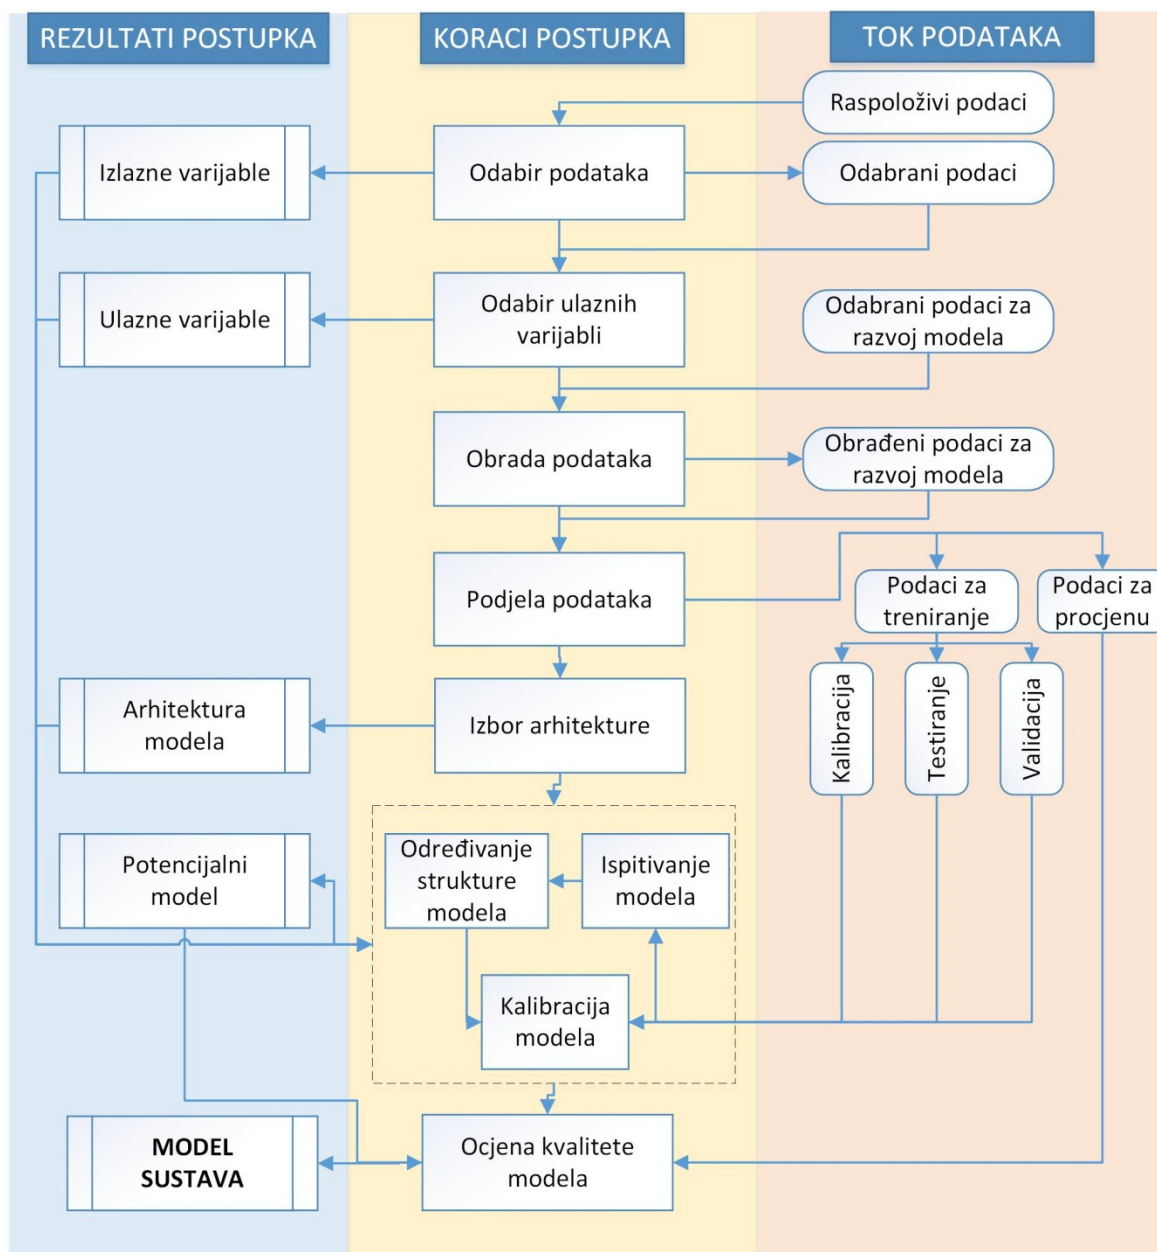 REZULTATI POSTUPKA
KORACI POSTUPKA
TOK PODATAKA
Raspoloživi podaci
Izlazne varijable
Odabir podataka
Odabrani podaci
Ulazne varijable
Odabir ulaznih
varijabli
Odabrani podaci za
razvoj modela
Obrada podataka
Obrađeni podaci za
razvoj modela
Podjela podataka
Podaci za
treniranje
Podaci za
procjenu
Arhitektura
modela
Izbor arhitekture
Kalibracija
Testiranje
Validacija
Potencijalni
model
Određivanje
strukture
modela
Ispitivanje
modela
Kalibracija
modela
MODEL
SUSTAVA
Ocjena kvalitete
modela